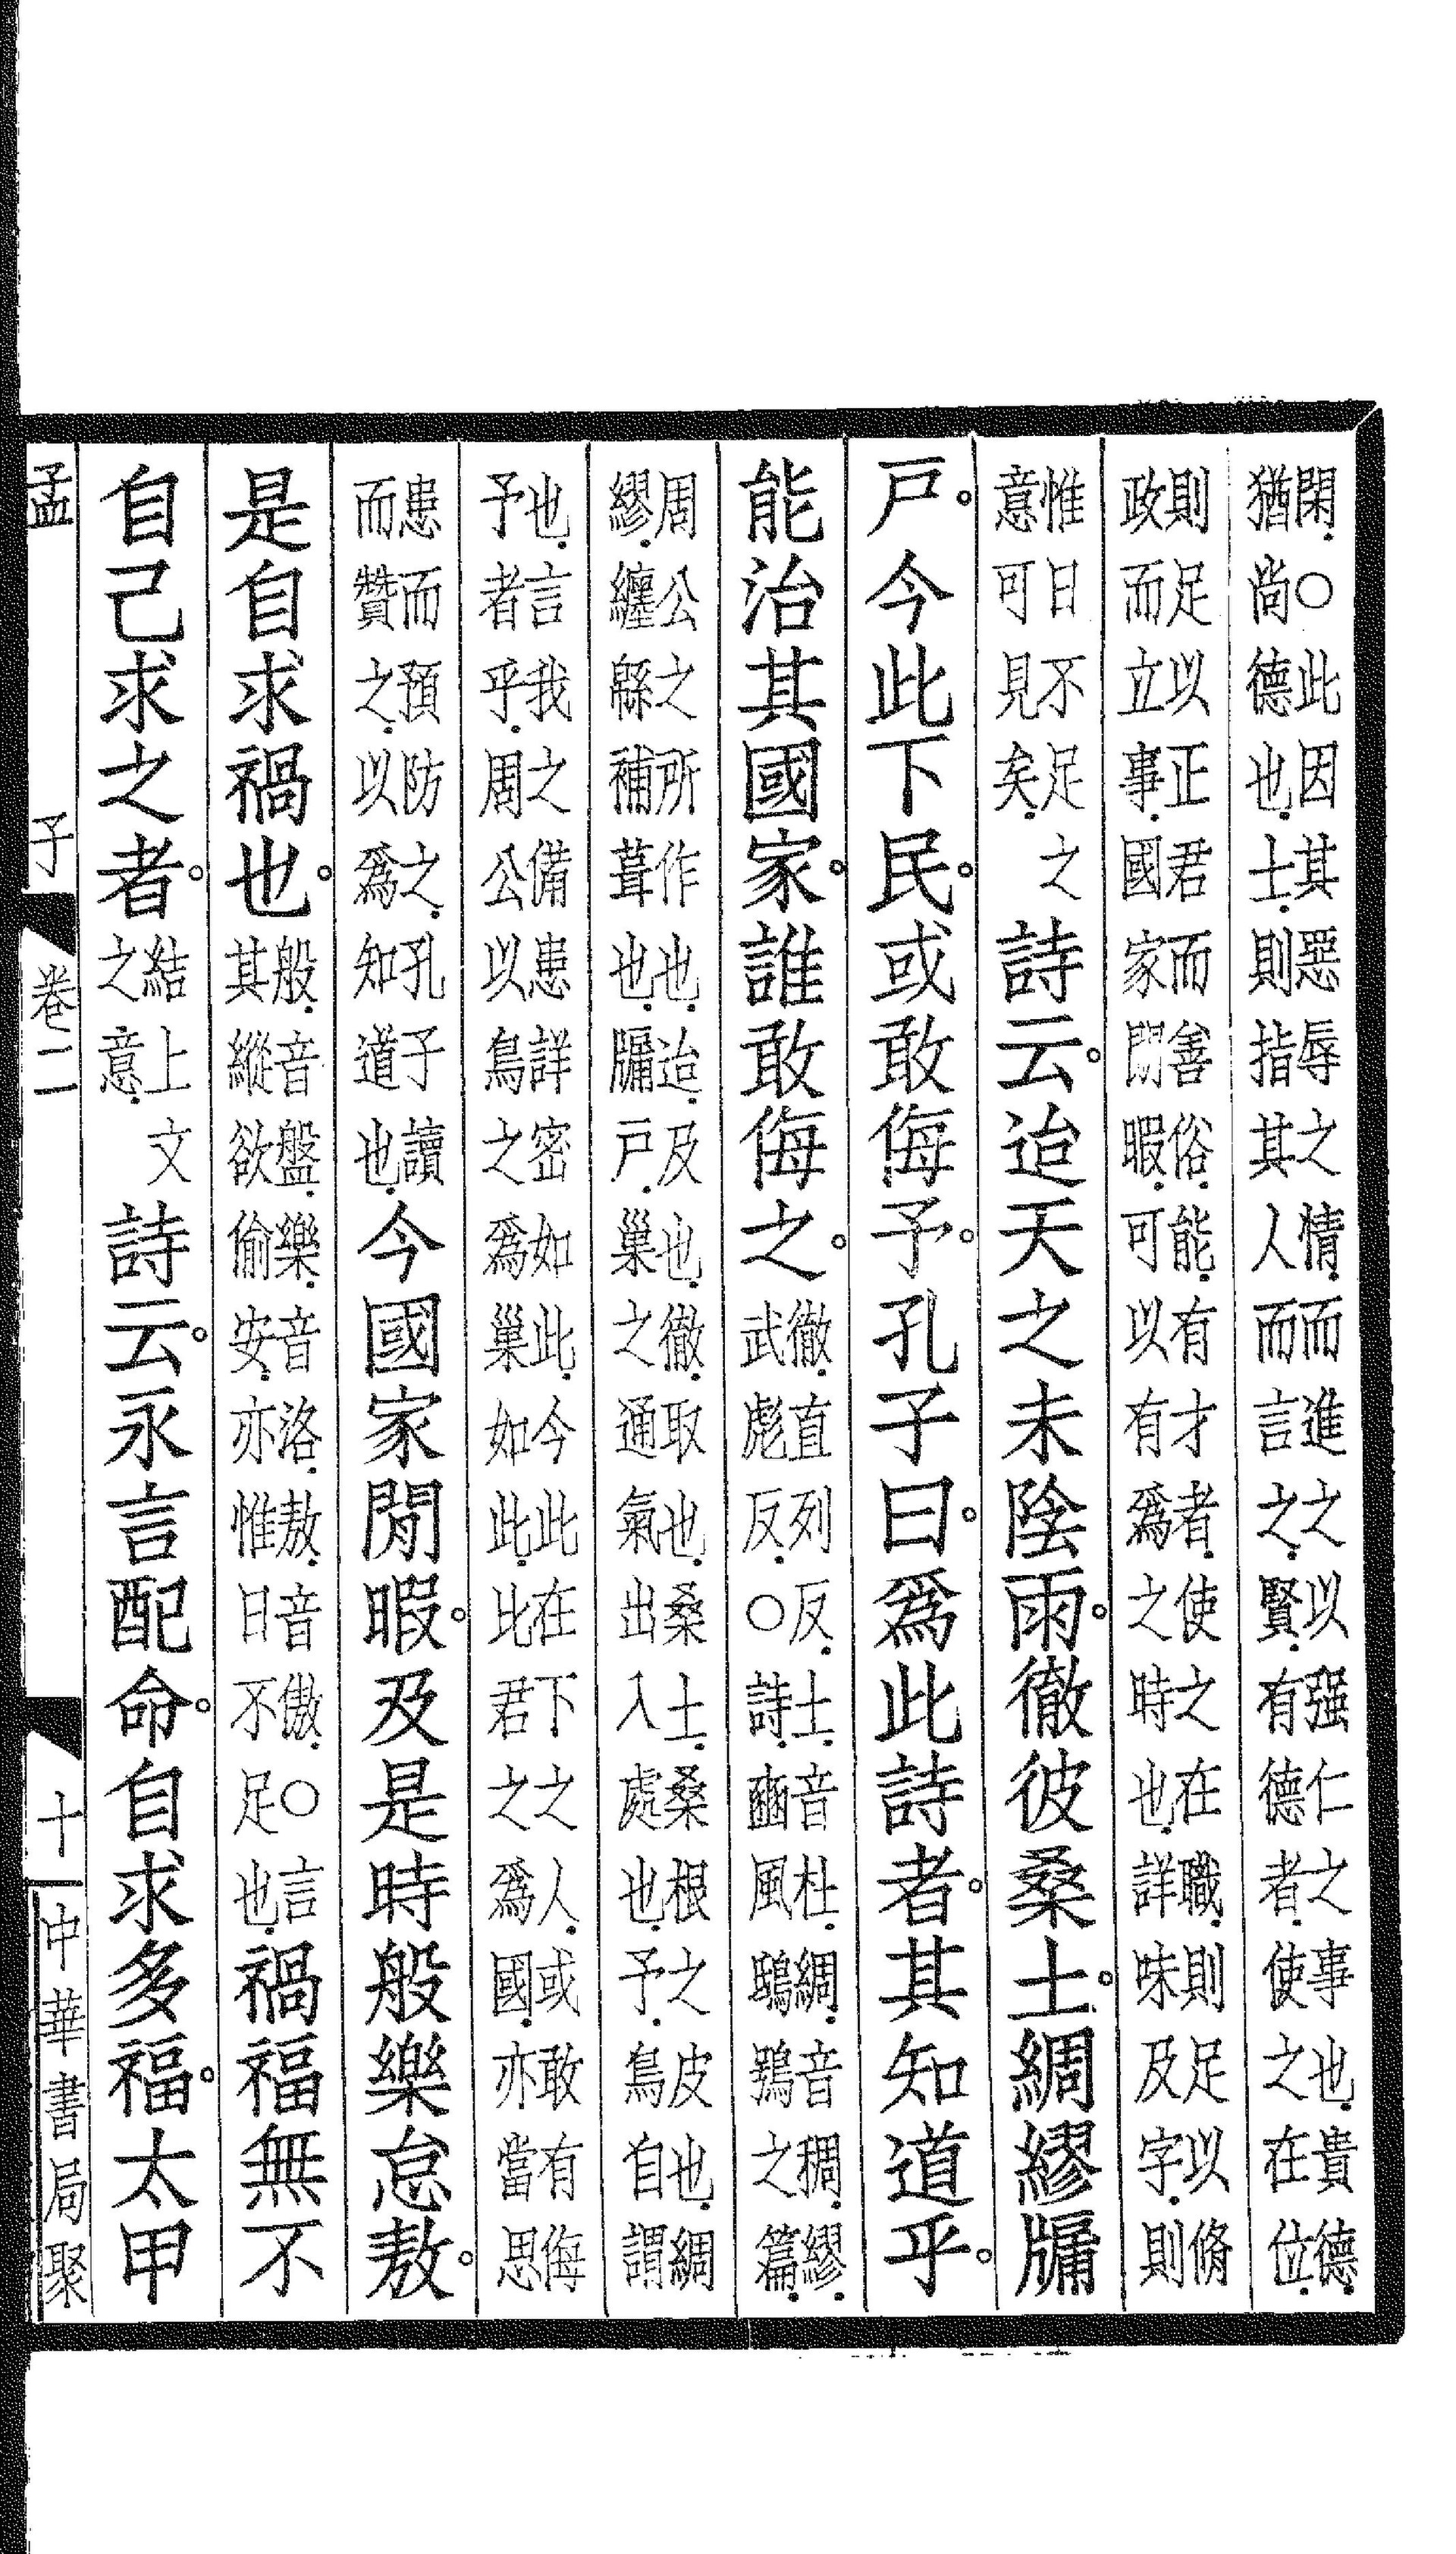 閑．○此因其惡辱之情．而進之以强仁之事也．貴德．
猶尚德也．士．則指其人而言之．賢．有德者．使之在位．
則足以正君而善俗．能．有才者．使之在職．則足以脩
政而立事．國家閒暇．可以有爲之時也．詳味及字．則
惟日不足之
意可見矣．
詩云。迨天之未陰雨。徹彼桑土。綢繆牖
戶。今此下民。或敢侮予。孔子曰。爲此詩者。其知道乎。
能治其國家。誰敢侮之。
徹．直列反．土．音杜．綢．音稠．繆．
武彪反．○詩．豳風鴟鴞之篇．
周公之所作也．迨．及也．徹．取也．桑土．桑根之皮也．綢
繆．纏緜補葺也．牖戶．巢之通氣出入處也．予．鳥自謂
也．言我之備患詳密如此．今此在下之人．或敢有侮
予者乎．周公以鳥之爲巢如此．比君之爲國．亦當思
患而預防之．孔子讀
而贊之．以爲知道也．
今國家閒暇。及是時般樂怠敖。
是自求禍也。
般．音盤．樂．音洛．敖．音傲．○言
其縱欲偷安．亦惟日不足也．
禍福無不
自己求之者。
結上文
之意．
詩云。永言配命。自求多福。太甲
孟子
卷二
十
中華書局聚